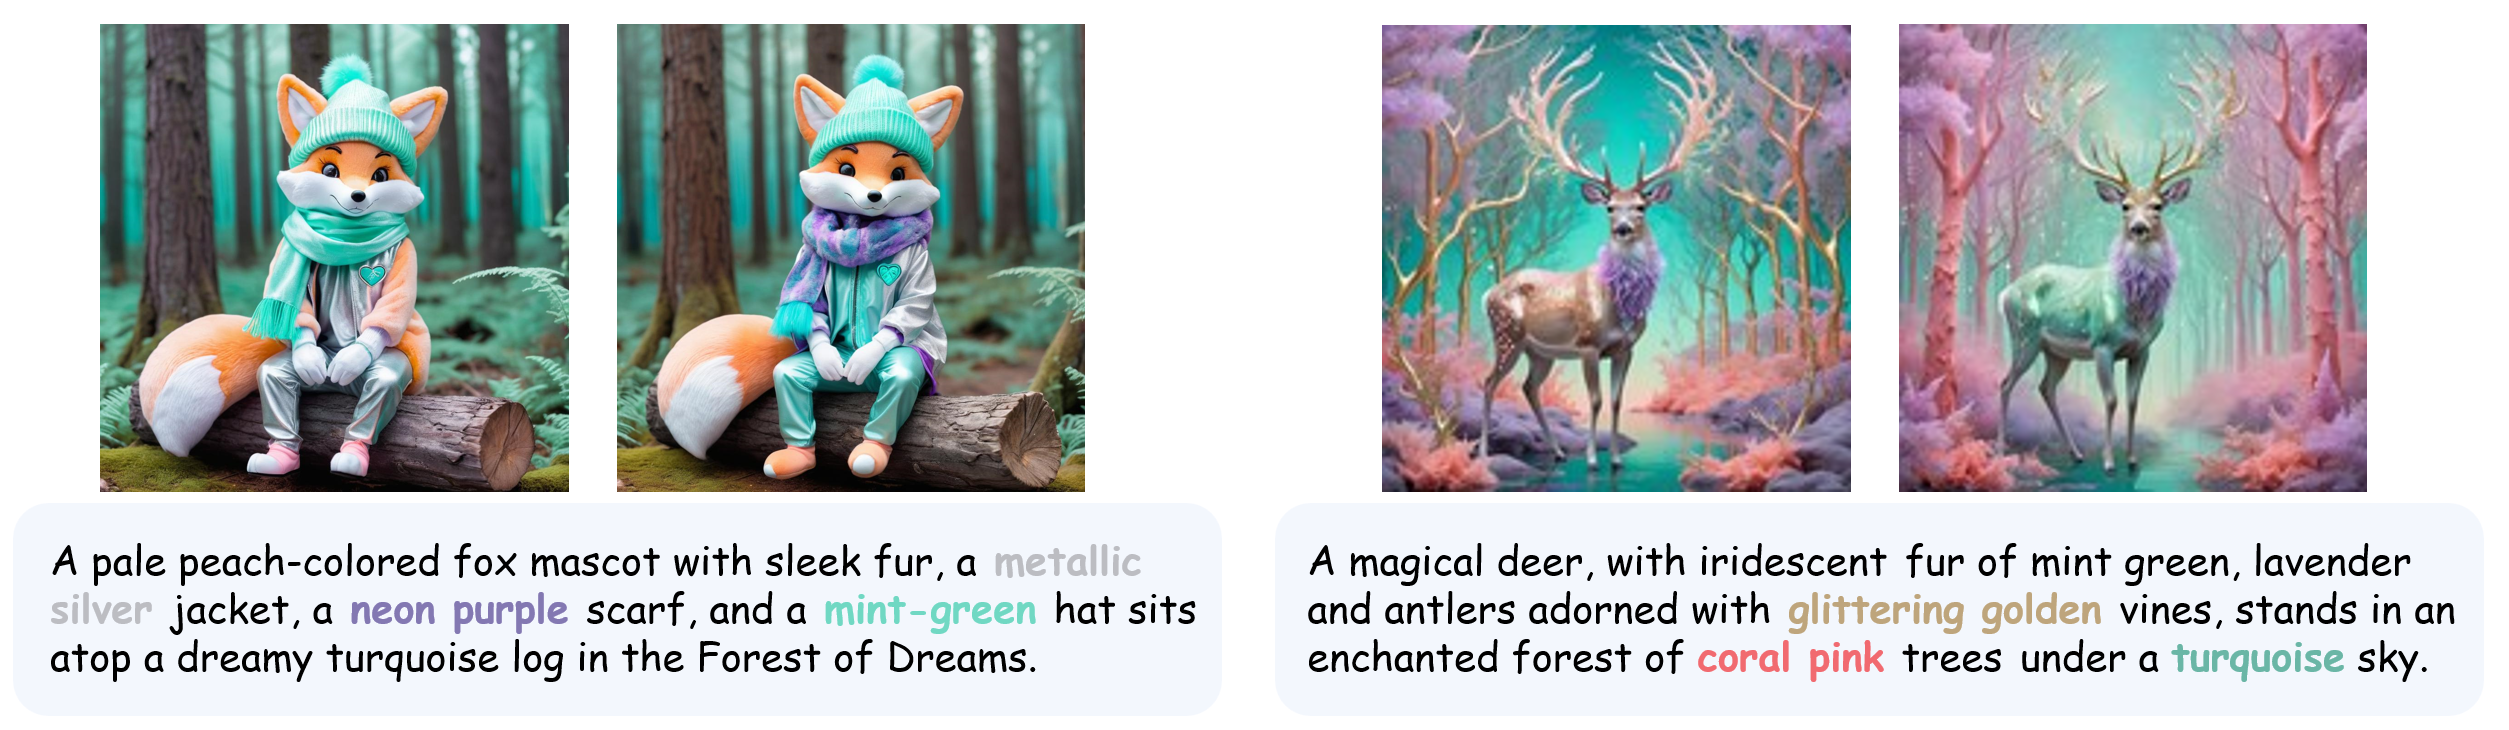 A pale peach-colored fox mascot with sleek fur, a metallic
silver jacket, a neon purple scarf, and a mint-green hat sits
atop a dreamy turquoise log in the Forest of Dreams.
A magical deer, with iridescent fur of mint green, lavender
and antlers adorned with glittering golden vines, stands in an
enchanted forest of coral pink trees under a turquoise sky.